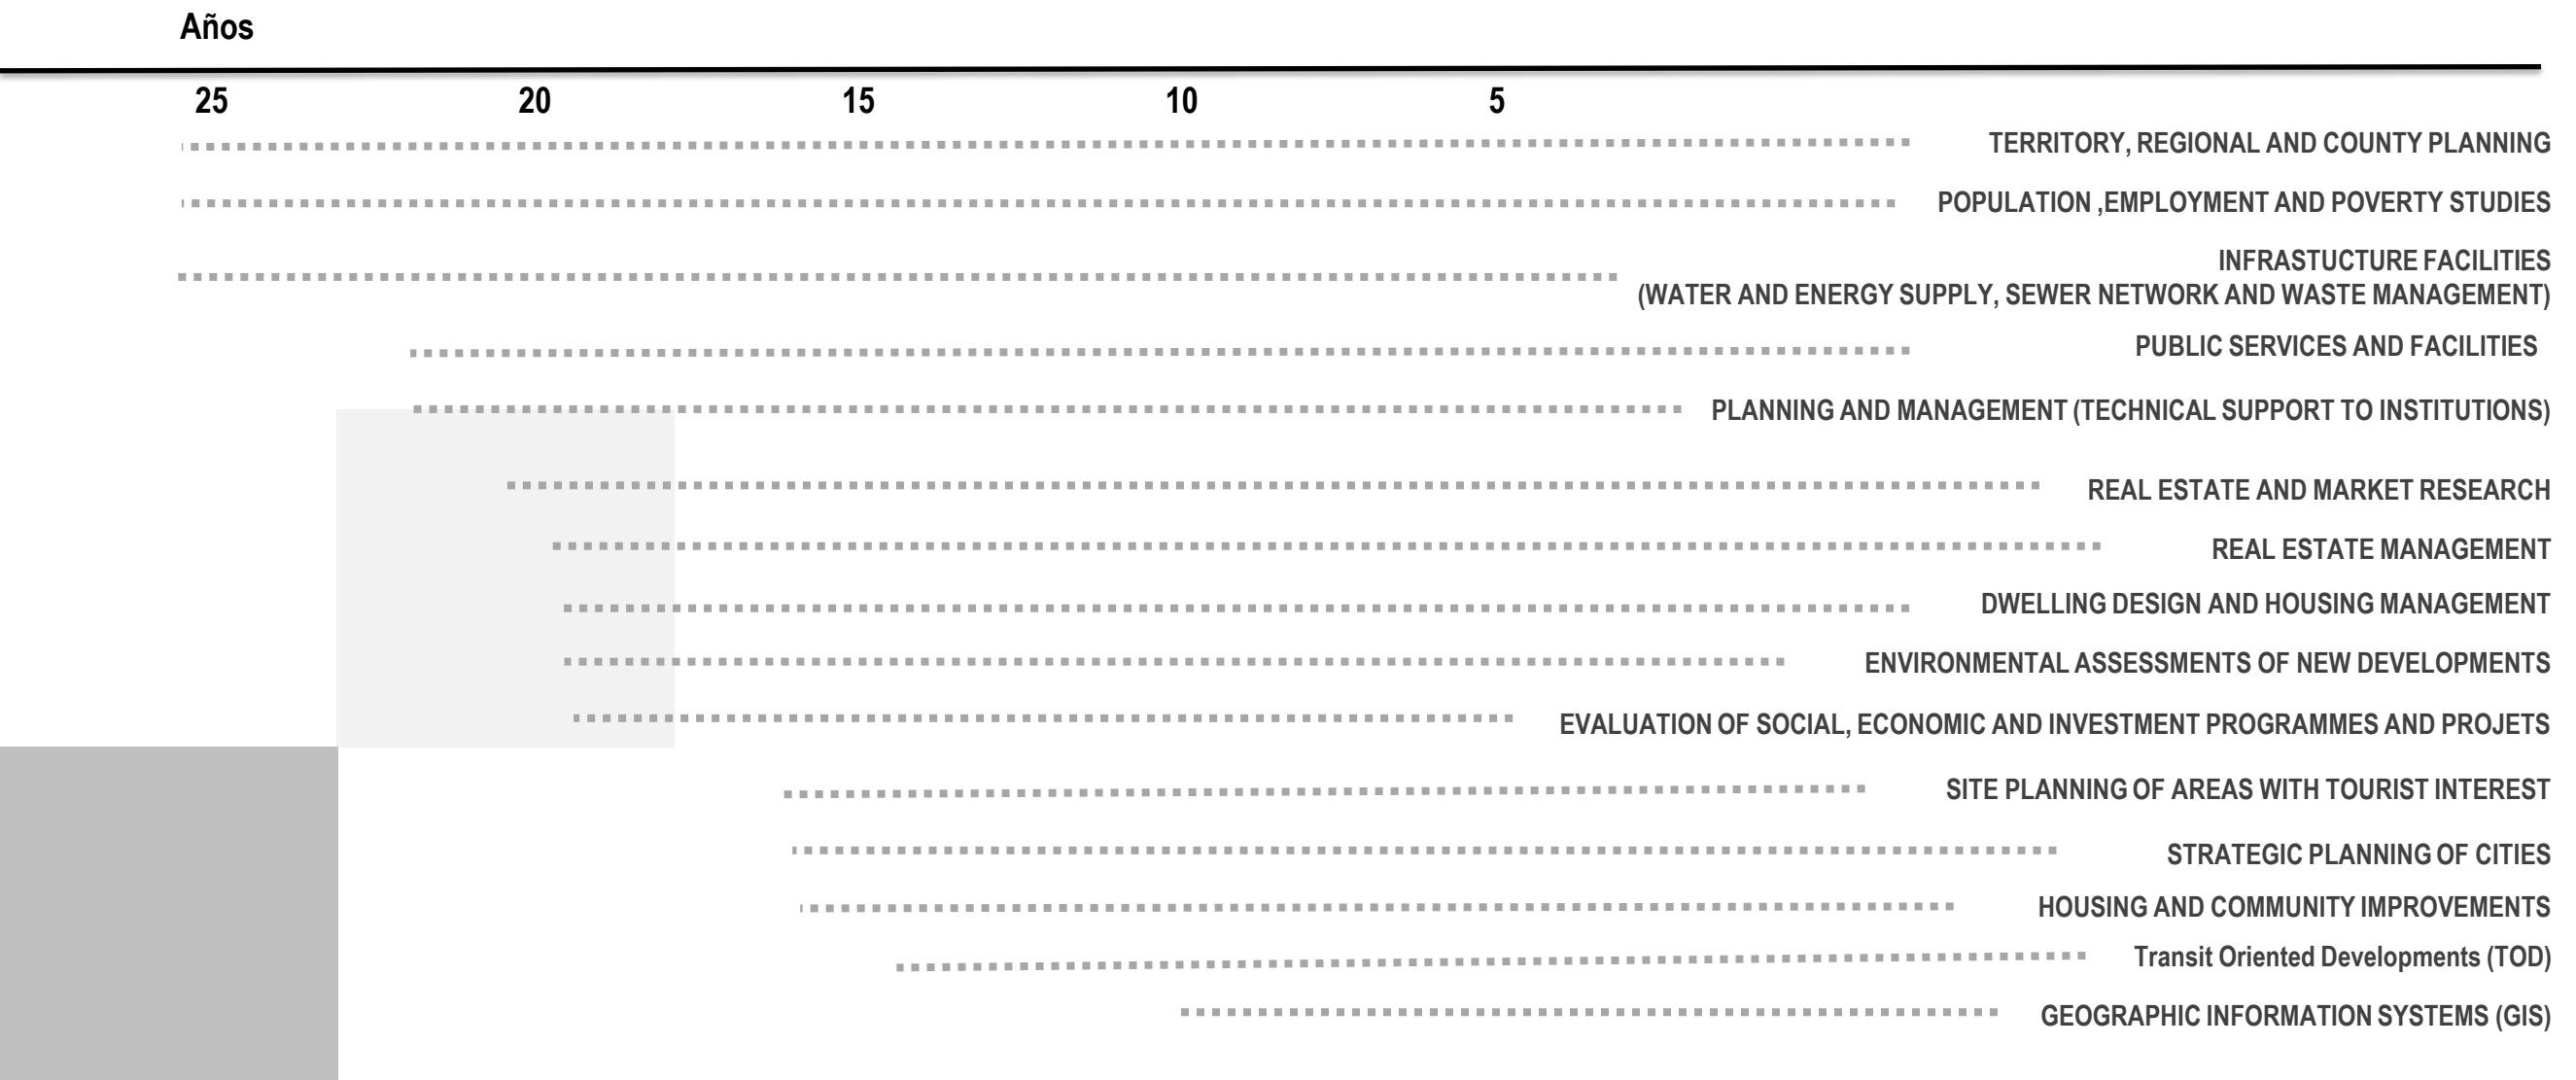 Años
25 20 15 10 5
TERRITORY, REGIONAL AND COUNTY PLANNING
POPULATION ,EMPLOYMENT AND POVERTY STUDIES
INFRASTUCTURE FACILITIES
(WATER AND ENERGY SUPPLY, SEWER NETWORK AND WASTE MANAGEMENT)
PUBLIC SERVICES AND FACILITIES
PLANNING AND MANAGEMENT (TECHNICAL SUPPORT TO INSTITUTIONS)
REAL ESTATE AND MARKET RESEARCH
REAL ESTATE MANAGEMENT
DWELLING DESIGN AND HOUSING MANAGEMENT
ENVIRONMENTAL ASSESSMENTS OF NEW DEVELOPMENTS
EVALUATION OF SOCIAL, ECONOMIC AND INVESTMENT PROGRAMMES AND PROJETS
SITE PLANNING OF AREAS WITH TOURIST INTEREST
STRATEGIC PLANNING OF CITIES
HOUSING AND COMMUNITY IMPROVEMENTS
Transit Oriented Developments (TOD)
GEOGRAPHIC INFORMATION SYSTEMS (GIS)